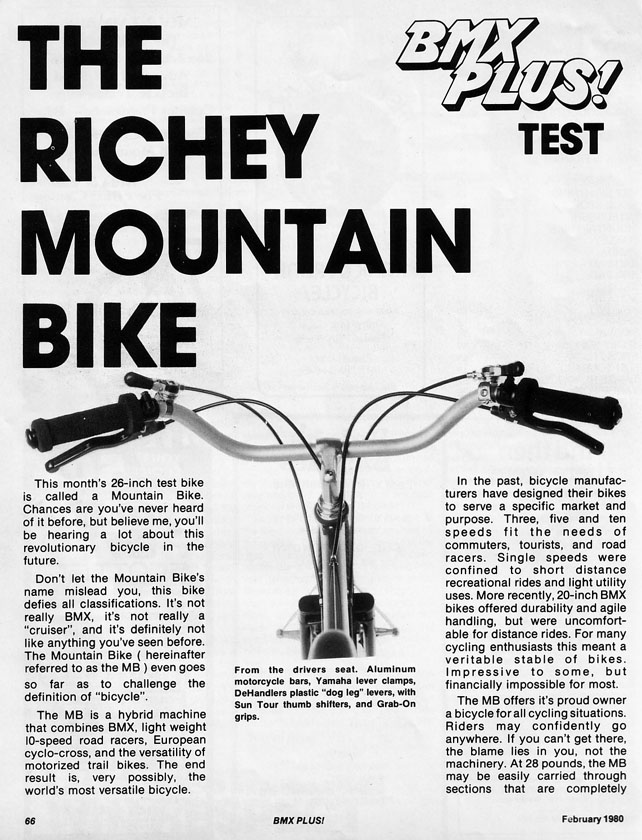 THE
RICHEY
MOUNTAIN
BIKE
BMX
PLUS!
TEST
This month's 26-inch test bike
is called a Mountain Bike.
Chances are you've never heard
of it before, but believe me, you'll
be hearing a lot about this
revolutionary bicycle in the
future.
Don't let the Mountain Bike's
name mislead you, this bike
defies all classifications. It's not
really BMX, it's not really a
"cruiser", and it's definitely not
like anything you've seen before.
The Mountain Bike ( hereinafter
referred to as the MB ) even goes
so far as to challenge the
definition of "bicycle".
The MB is a hybrid machine
that combines BMX, light weight
l0-speed road racers, European
cyclo-cross, and the versatility of
motorized trail bikes. The end
result is, very possibly, the
world's most versatile bicycle.
From the drivers seat. Aluminum
motorcycle bars, Yamaha lever clamps,
DeHandlers plastic "dog leg" levers, with
Sun Tour thumb shifters, and Grab-On
grips.
In the past, bicycle manufac-
turers have designed their bikes
to serve a specific market and
purpose. Three, five and ten
speeds fit the needs of
commuters, tourists, and road
racers. Single speeds were
confined to short distance
recreational rides and light utility
uses. More recently, 20-inch BMX
bikes offered durability and agile
handling, but were uncomfort-
able for distance rides. For many
cycling enthusiasts this meant a
veritable stable of bikes.
Impressive to some, but
financially impossible for most.
The MB offers it's proud owner
a bicycle for all cycling situations.
Riders may confidently go
anywhere. If you can't get there,
the blame lies in you, not the
machinery. At 28 pounds, the MB
may be easily carried through
sections that are completely
66
BMX PLUS!
February 1980